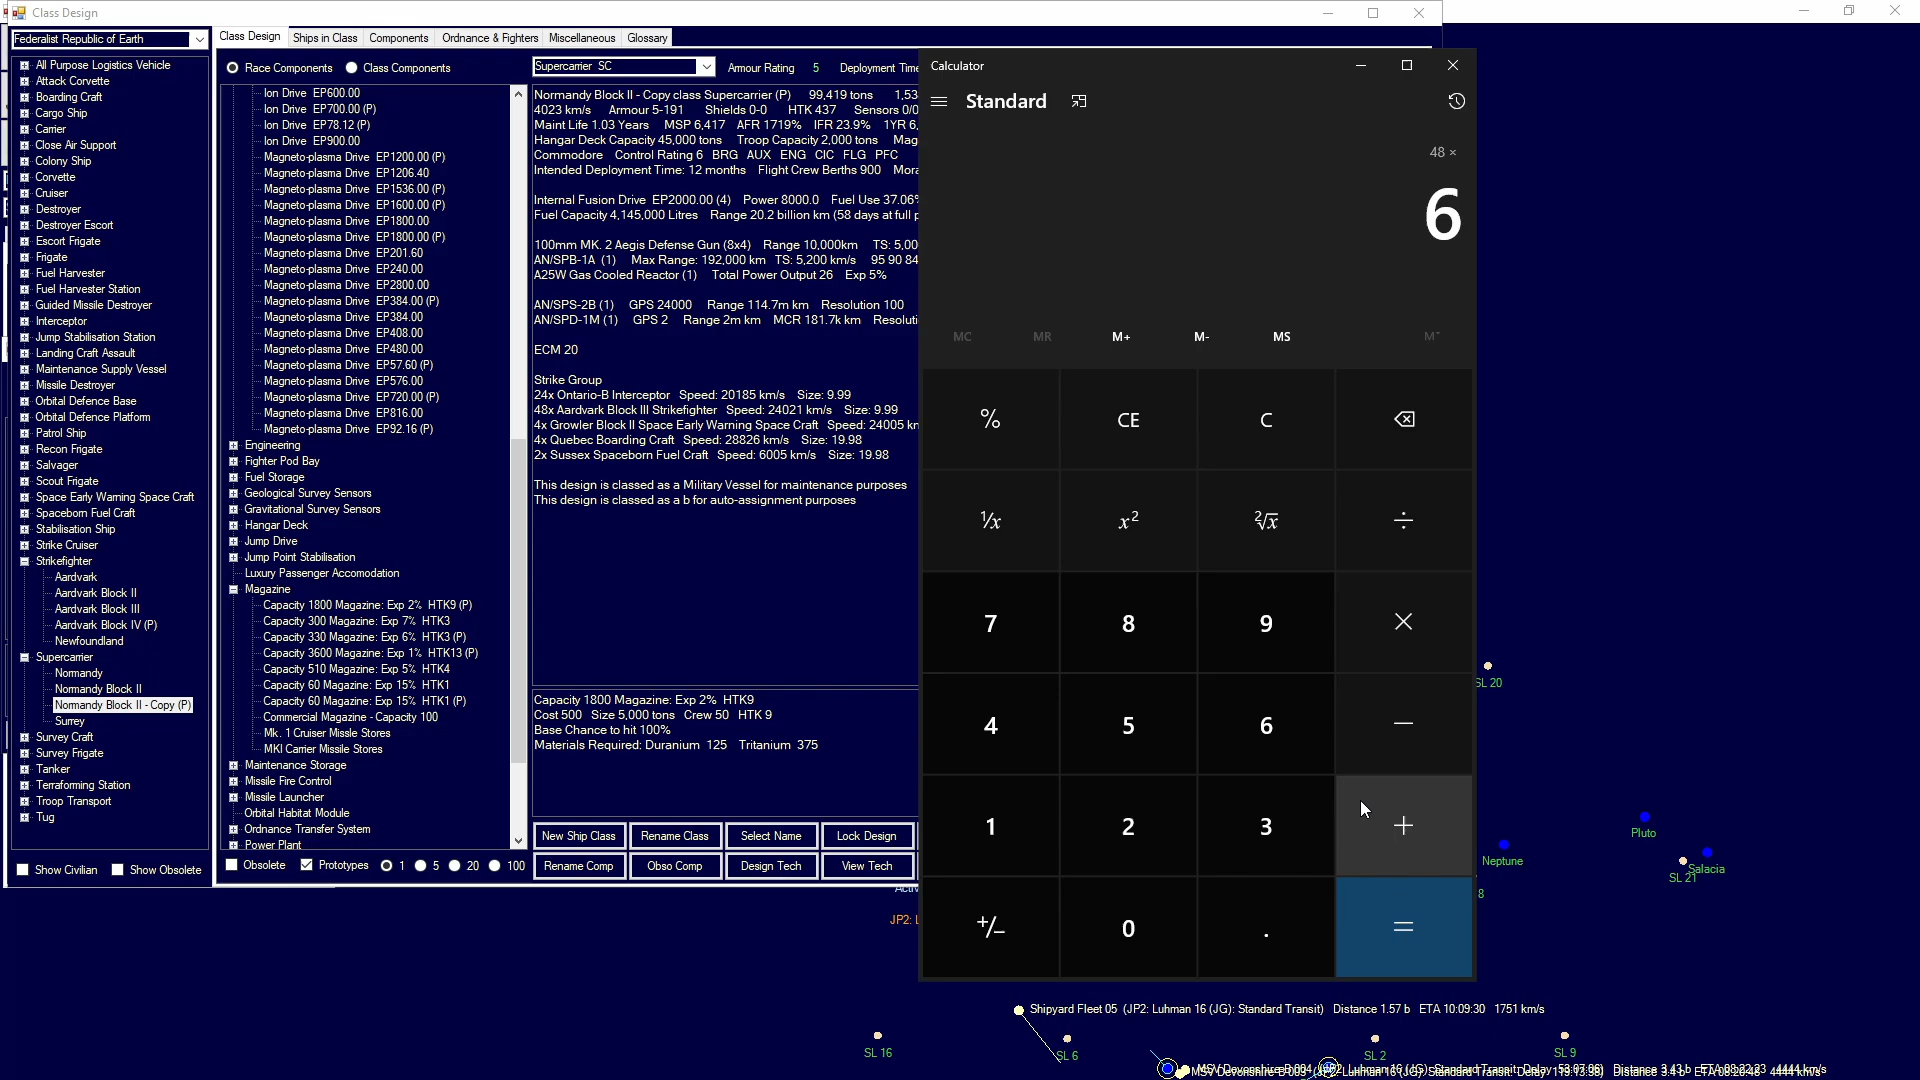 Class Design
Federalist Republic of Earth
All Purpose Logistics Vehicle
Attack Corvette
Boarding Craft
Cargo Ship
Carrier
Close Air Support
Colony Ship
Corvette
Cruiser
Destroyer
Destroyer Escort
Escort Frigate
Frigate
Fuel Harvester
Fuel Harvester Station
Guided Missile Destroyer
Interceptor
Jump Stabilisation Station
Landing Craft Assault
Maintenance Supply Vessel
Missile Destroyer
Orbital Defence Base
Orbital Defence Platform
Patrol Ship
Recon Frigate
Salvager
Scout Frigate
Space Early Warning Space Craft
Spaceborn Fuel Craft
Stabilisation Ship
Strike Cruiser
Strikefighter
Aardvark
Aardvark Block II
Aardvark Block III
Aardvark Block IV (P)
Newfoundland
Supercarrier
Normandy
Normandy Block II
Normandy Block II - Copy (P)
Surrey
Survey Craft
Survey Frigate
Tanker
Terraforming Station
Troop Transport
Tug
Show Civilian Show Obsolete
Class Design Ships in Class Components Ordnance & Fighters Miscellaneous Glossary
Race Components Class Components
Ion Drive EP600.00
Ion Drive EP700.00 (P)
Ion Drive EP78.12 (P)
Ion Drive EP900.00
Magneto-plasma Drive EP1200.00 (P)
Magneto-plasma Drive EP1206.40
Magneto-plasma Drive EP1536.00 (P)
Magneto-plasma Drive EP1600.00 (P)
Magneto-plasma Drive EP1800.00
Magneto-plasma Drive EP1800.00 (P)
Magneto-plasma Drive EP201.60
Magneto-plasma Drive EP240.00
Magneto-plasma Drive EP2800.00
Magneto-plasma Drive EP384.00 (P)
Magneto-plasma Drive EP384.00
Magneto-plasma Drive EP408.00
Magneto-plasma Drive EP480.00
Magneto-plasma Drive EP57.60 (P)
Magneto-plasma Drive EP576.00
Magneto-plasma Drive EP720.00 (P)
Magneto-plasma Drive EP816.00
Magneto-plasma Drive EP92.16 (P)
Engineering
Fighter Pod Bay
Fuel Storage
Geological Survey Sensors
Gravitational Survey Sensors
Hangar Deck
Jump Drive
Jump Point Stabilisation
Luxury Passenger Accomodation
Magazine
Capacity 1800 Magazine: Exp 2% HTK9 (P)
Capacity 300 Magazine: Exp 7% HTK3
Capacity 330 Magazine: Exp 6% HTK3 (P)
Capacity 3600 Magazine: Exp 1% HTK13 (P)
Capacity 510 Magazine: Exp 5% HTK4
Capacity 60 Magazine: Exp 15% HTK1
Capacity 60 Magazine: Exp 15% HTK1 (P)
Commercial Magazine - Capacity 100
Mk. 1 Cruiser Missle Stores
MKI Carrier Missile Stores
Maintenance Storage
Missile Fire Control
Missile Launcher
Orbital Habitat Module
Ordnance Transfer System
Power Plant
Obsolete Prototypes 1 5 20 100
Supercarrier SC Armour Rating 5 Deployment Time
Normandy Block II - Copy class Supercarrier (P) 99,419 tons 1,53
4023 km/s Armour 5-191 Shields 0-0 HTK 437 Sensors 0/0
Maint Life 1.03 Years MSP 6,417 AFR 1719% IFR 23.9% 1YR 6,
Hangar Deck Capacity 45,000 tons Troop Capacity 2,000 tons Mag
Commodore Control Rating 6 BRG AUX ENG CIC FLG PFC
Intended Deployment Time: 12 months Flight Crew Berths 900 Mora
Internal Fusion Drive EP2000.00 (4) Power 8000.0 Fuel Use 37.06%
Fuel Capacity 4,145,000 Litres Range 20.2 billion km (58 days at full p
100mm MK. 2 Aegis Defense Gun (8x4) Range 10,000km TS: 5,00
AN/SPB-1A (1) Max Range: 192,000 km TS: 5,200 km/s 95 90 84
A25W Gas Cooled Reactor (1) Total Power Output 26 Exp 5%
AN/SPS-2B (1) GPS 24000 Range 114.7m km Resolution 100
AN/SPD-1M (1) GPS 2 Range 2m km MCR 181.7k km Resoluti
ECM 20
Strike Group
24x Ontario-B Interceptor Speed: 20185 km/s Size: 9.99
48x Aardvark Block III Strikefighter Speed: 24021 km/s Size: 9.99
4x Growler Block II Space Early Warning Space Craft Speed: 24005 km
4x Quebec Boarding Craft Speed: 28826 km/s Size: 19.98
2x Sussex Spaceborn Fuel Craft Speed: 6005 km/s Size: 19.98
This design is classed as a Military Vessel for maintenance purposes
This design is classed as a b for auto-assignment purposes
Capacity 1800 Magazine: Exp 2% HTK9
Cost 500 Size 5,000 tons Crew 50 HTK 9
Base Chance to hit 100%
Materials Required: Duranium 125 Tritanium 375
New Ship Class Rename Class Select Name Lock Design
Rename Comp Obso Comp Design Tech View Tech
Calculator
Standard
48 ×
6
MC MR M+ M- MS M˅
% CE C
¹/x x² ²√x ÷
7 8 9 ×
4 5 6 −
1 2 3 +
+/− 0 . =
SL 20
Pluto
Neptune
Salacia
SL 21
8
JP2: L
Shipyard Fleet 05 (JP2: Luhman 16 (JG): Standard Transit) Distance 1.57 b ETA 10:09:30 1751 km/s
SL 16
SL 6
SL 2
SL 9